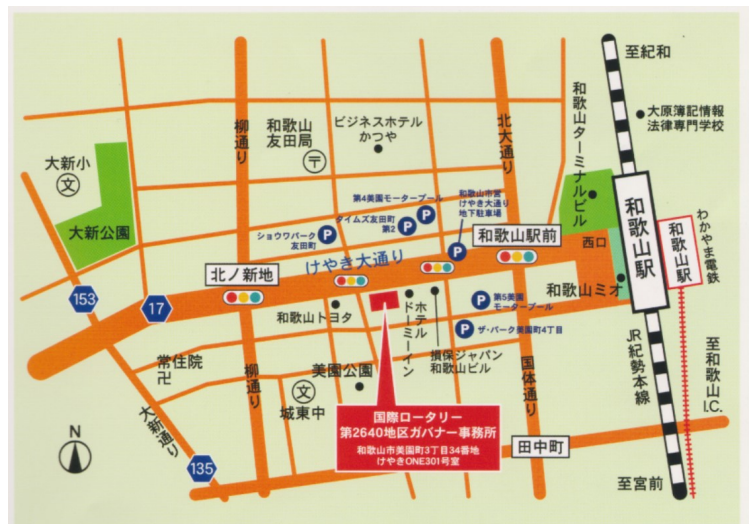 至紀和
和歌山ターミナルビル
大原簿記情報
法律専門学校
柳通り
和歌山
友田局
〒
ビジネスホテル
かつや
北大通り
大新小
文
大新公園
第4美園モータープール
P
タイムズ友田町
第2
P
和歌山市営
けやき大通り
地下駐車場
P
ショウワパーク
友田町
P
和歌山駅前
西口
和歌山駅
和歌山駅
わかやま電鉄
けやき大通り
北ノ新地
153
17
和歌山トヨタ
ホテル
ドーミーイン
P
第5美園
モータープール
和歌山ミオ
P
ザ・パーク美園町4丁目
損保ジャパン
和歌山ビル
常住院
卍
柳通り
美園公園
文
城東中
国体通り
JR紀勢本線
至和歌山I.C.
大新通り
国際ロータリー
第2640地区ガバナー事務所
和歌山市美園町3丁目34番地
けやきONE301号室
田中町
N
135
至宮前